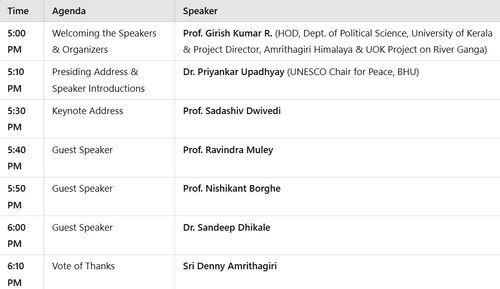 Time Agenda Speaker
5:00 Welcoming the Speakers Prof. Girish Kumar R. (HOD, Dept. of Political Science, University of Kerala
PM & Organizers & Project Director, Amrithagiri Himalaya & UOK Project on River Ganga)
5:10 Presiding Address & Dr. Priyankar Upadhyay (UNESCO Chair for Peace, BHU)
PM Speaker Introductions
5:30 Keynote Address Prof. Sadashiv Dwivedi
PM
5:40 Guest Speaker Prof. Ravindra Muley
PM
5:50 Guest Speaker Prof. Nishikant Borghe
PM
6:00 Guest Speaker Dr. Sandeep Dhikale
PM
6:10 Vote of Thanks Sri Denny Amrithagiri
PM